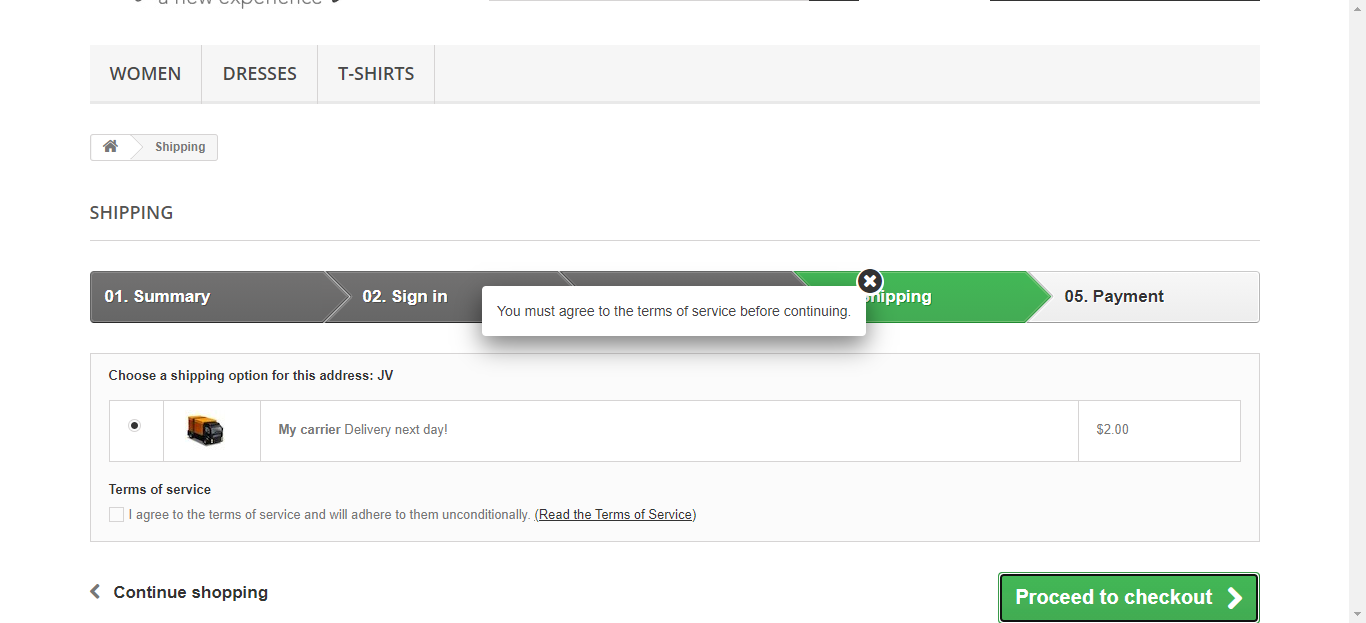 a new experience
WOMEN DRESSES T-SHIRTS
Shipping
SHIPPING
01. Summary 02. Sign in hipping 05. Payment
You must agree to the terms of service before continuing.
Choose a shipping option for this address: JV
My carrier Delivery next day! $2.00
Terms of service
I agree to the terms of service and will adhere to them unconditionally. (Read the Terms of Service)
Continue shopping Proceed to checkout